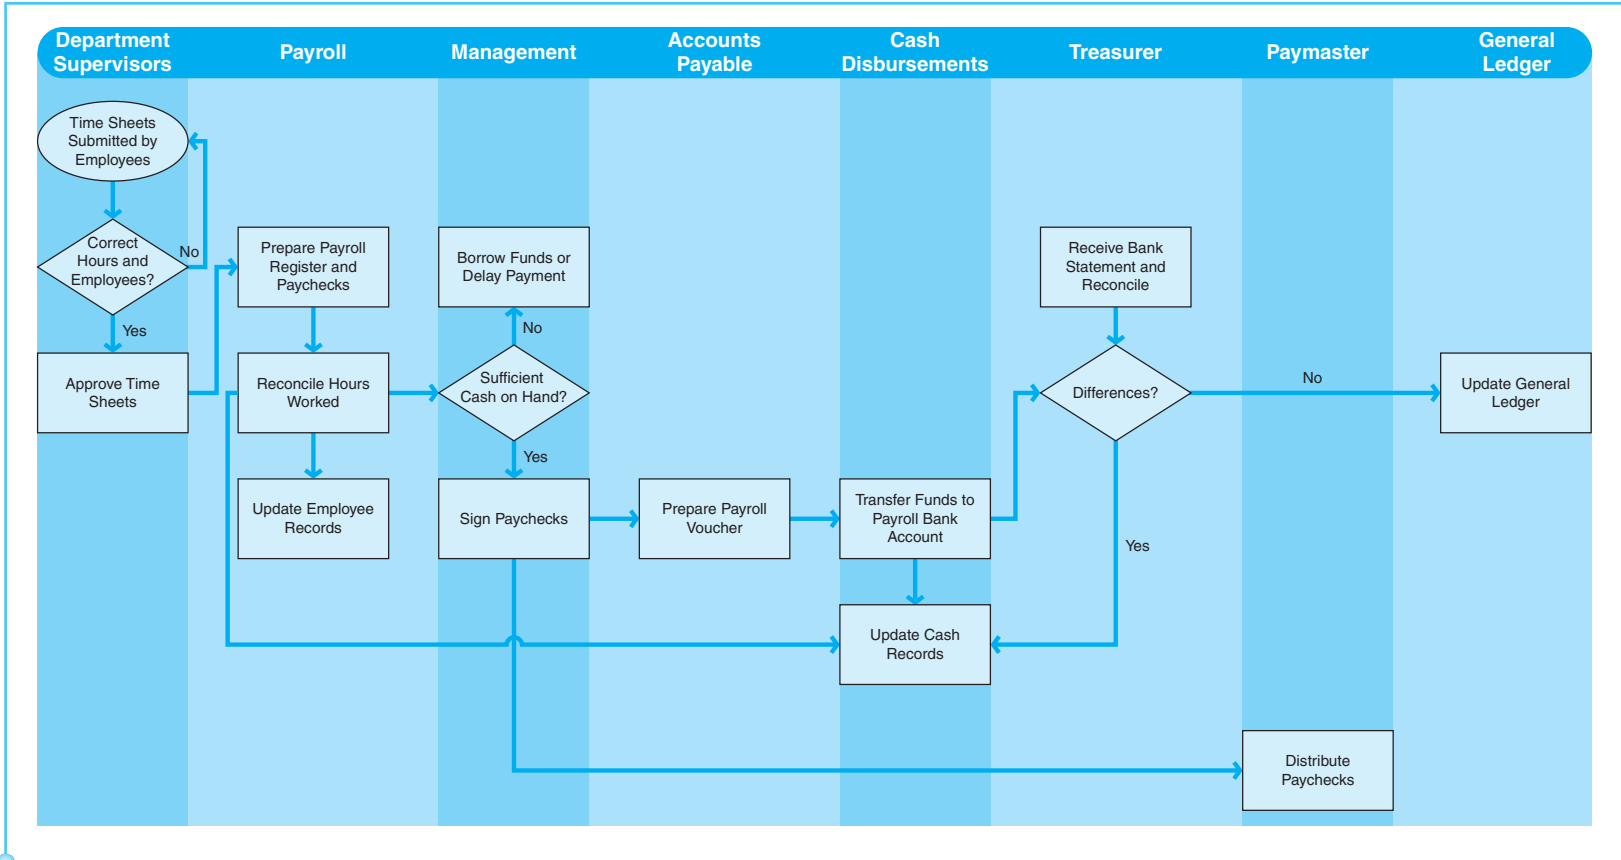 Department
Supervisors
Payroll
Management
Accounts
Payable
Cash
Disbursements
Treasurer
Paymaster
General
Ledger
Time Sheets
Submitted by
Employees
Correct
Hours and
Employees?
No
Yes
Approve Time
Sheets
Prepare Payroll
Register and
Paychecks
Reconcile Hours
Worked
Update Employee
Records
Borrow Funds or
Delay Payment
No
Sufficient
Cash on Hand?
Yes
Sign Paychecks
Prepare Payroll
Voucher
Transfer Funds to
Payroll Bank
Account
Update Cash
Records
Receive Bank
Statement and
Reconcile
Differences?
No
Yes
Distribute
Paychecks
Update General
Ledger